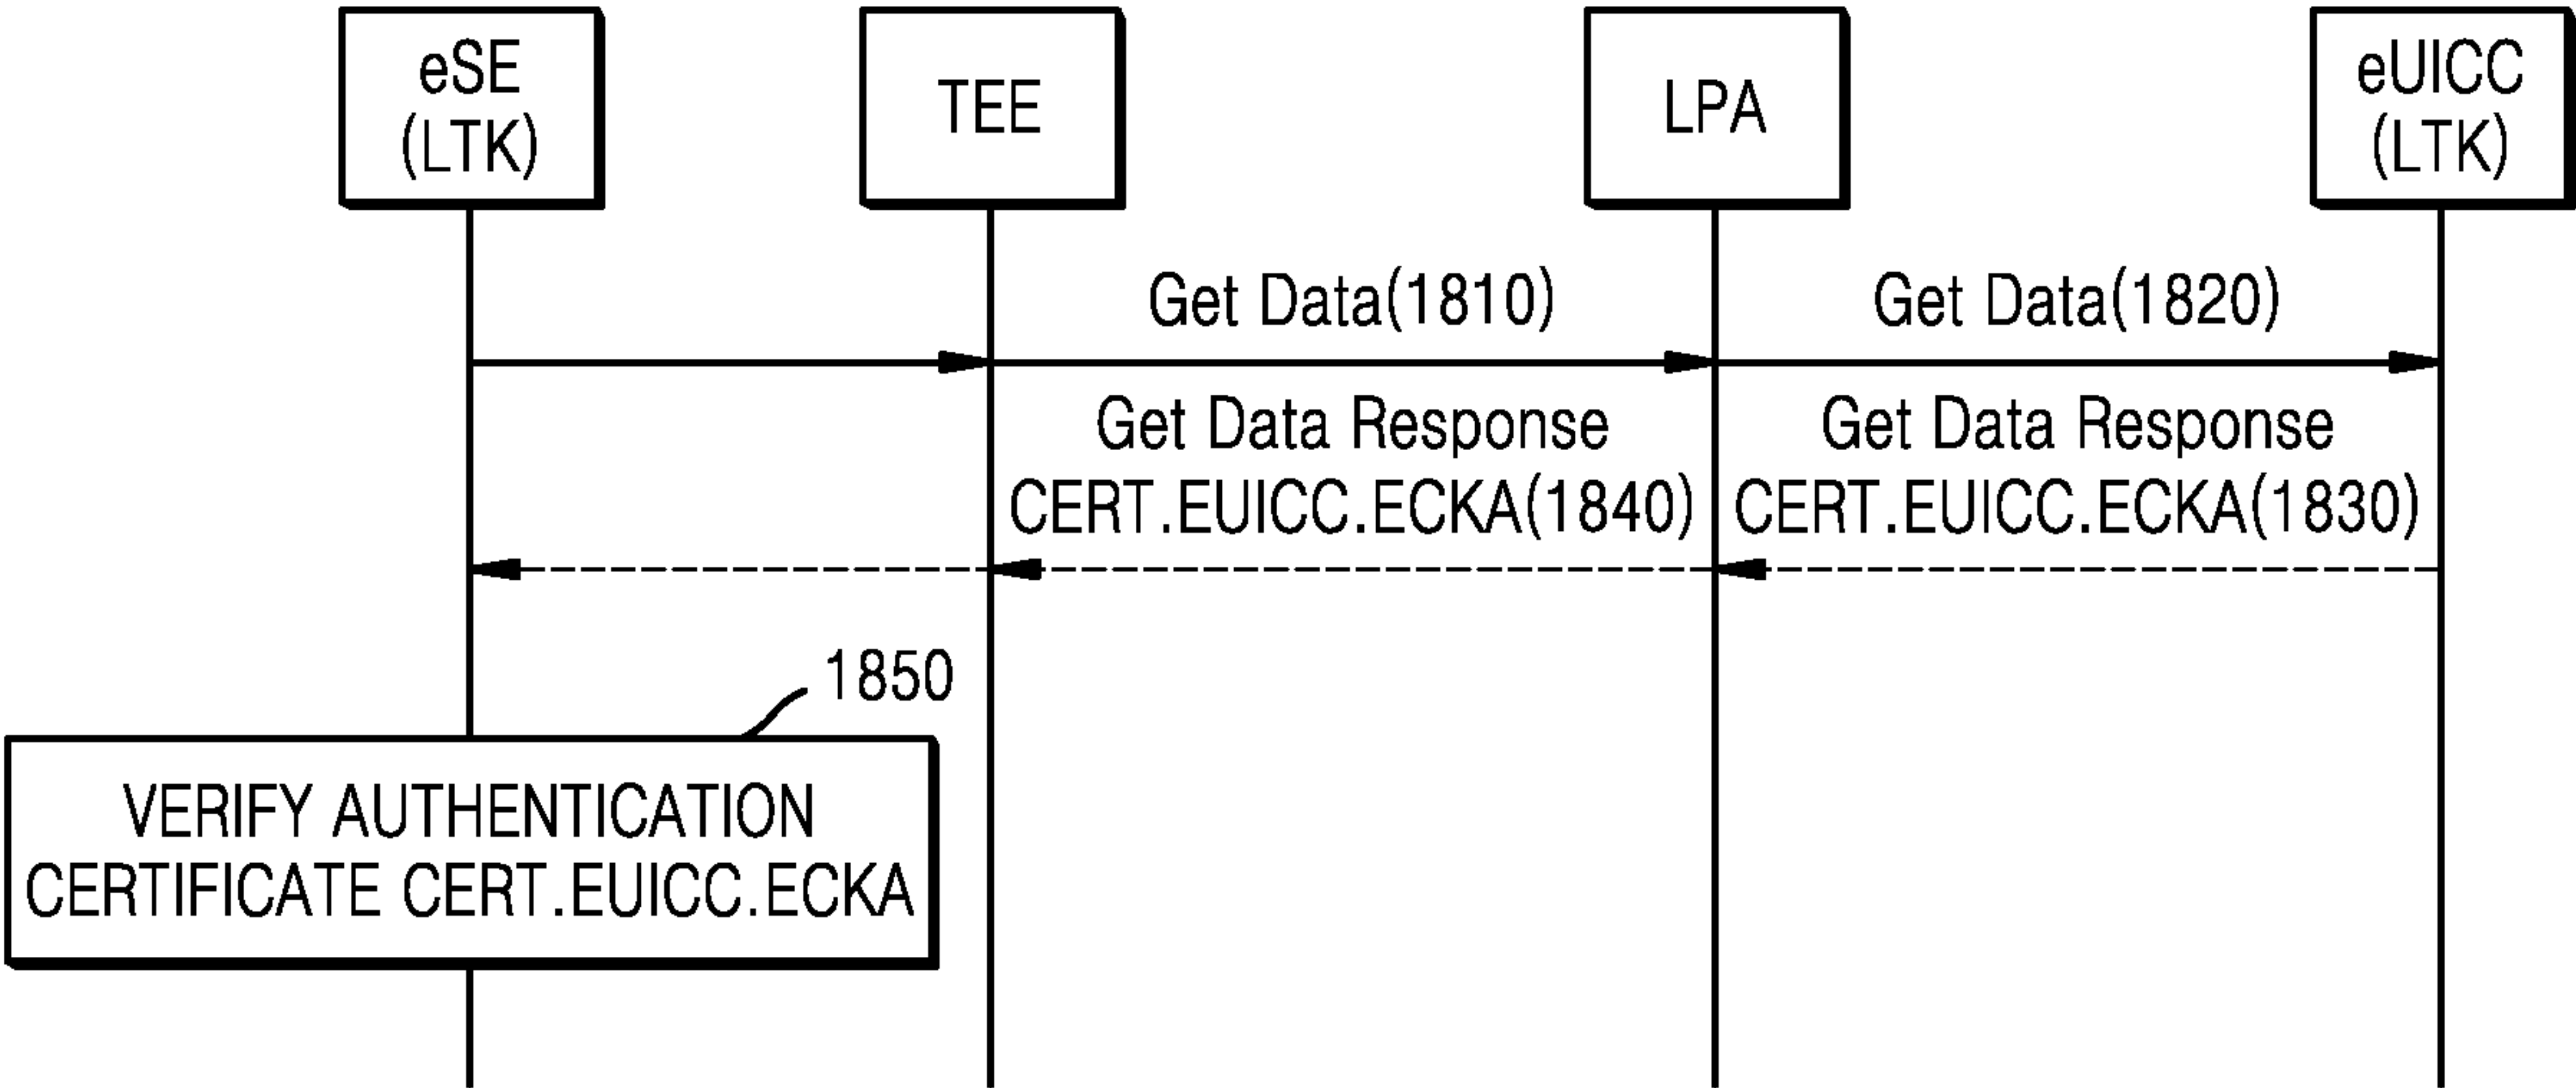 eSE
(LTK)
TEE
LPA
eUICC
(LTK)
Get Data(1810)
Get Data(1820)
Get Data Response
CERT.EUICC.ECKA(1840)
Get Data Response
CERT.EUICC.ECKA(1830)
1850
VERIFY AUTHENTICATION
CERTIFICATE CERT.EUICC.ECKA